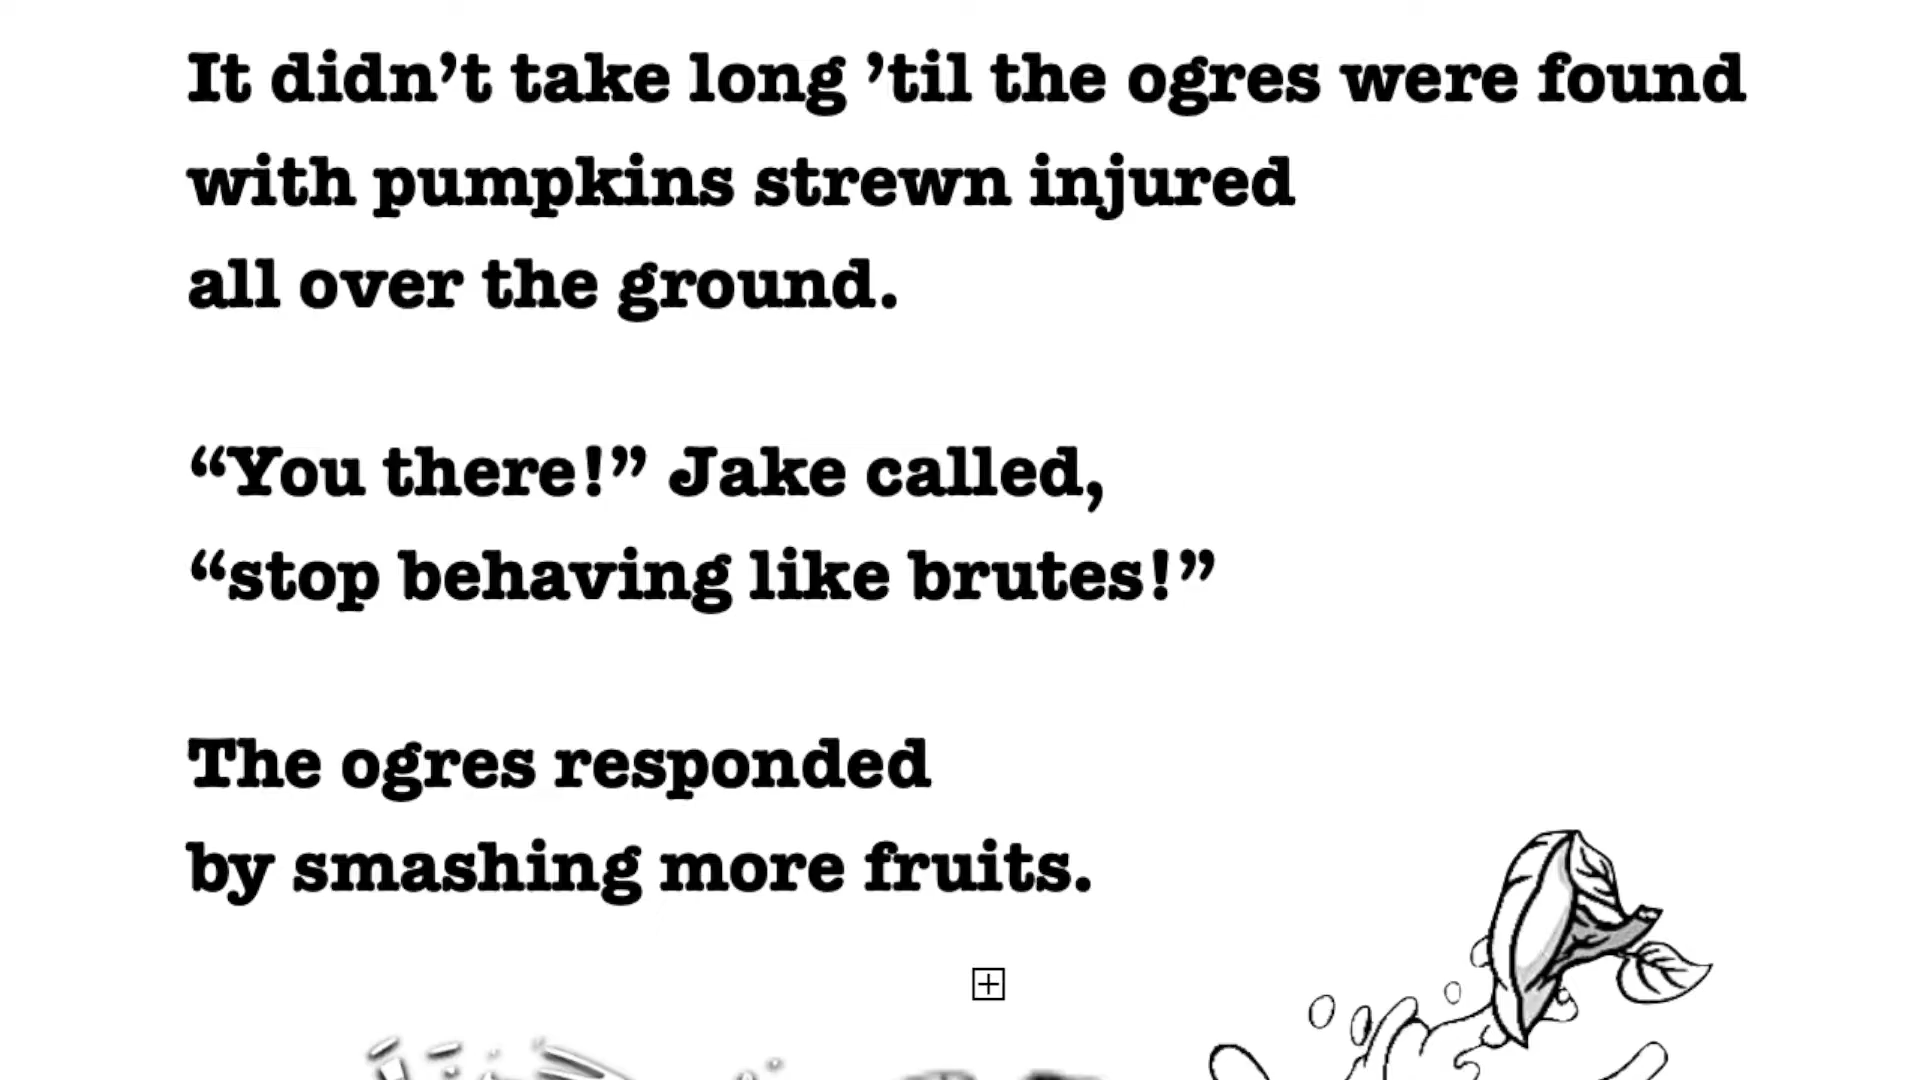 It didn’t take long ’til the ogres were found
with pumpkins strewn injured
all over the ground.
“You there!” Jake called,
“stop behaving like brutes!”
The ogres responded
by smashing more fruits.